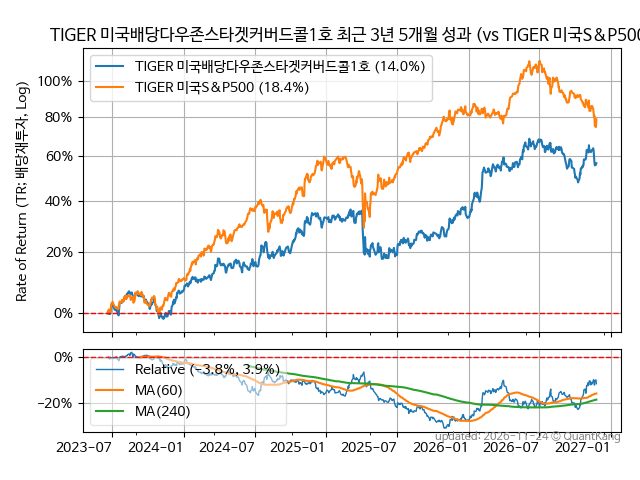 TIGER 미국배당다우존스타겟커버드콜1호 최근 3년 5개월 성과 (vs TIGER 미국S&P500
Rate of Return (TR: 배당재투자, Log)
TIGER 미국배당다우존스타겟커버드콜1호 (14.0%)
TIGER 미국S&P500 (18.4%)
100%
80%
60%
40%
20%
0%
0%
−20%
Relative (−3.8%, 3.9%)
MA(60)
MA(240)
2023-07 2024-01 2024-07 2025-01 2025-07 2026-01 2026-07 2027-01
updated: 2026-11-24 © QuantKang